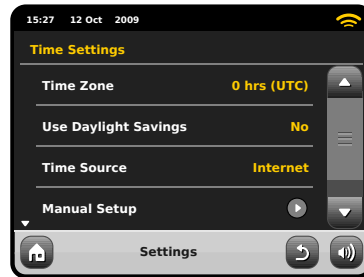 15:27 12 Oct 2009
Time Settings
Time Zone 0 hrs (UTC)
Use Daylight Savings No
Time Source Internet
Manual Setup
Settings